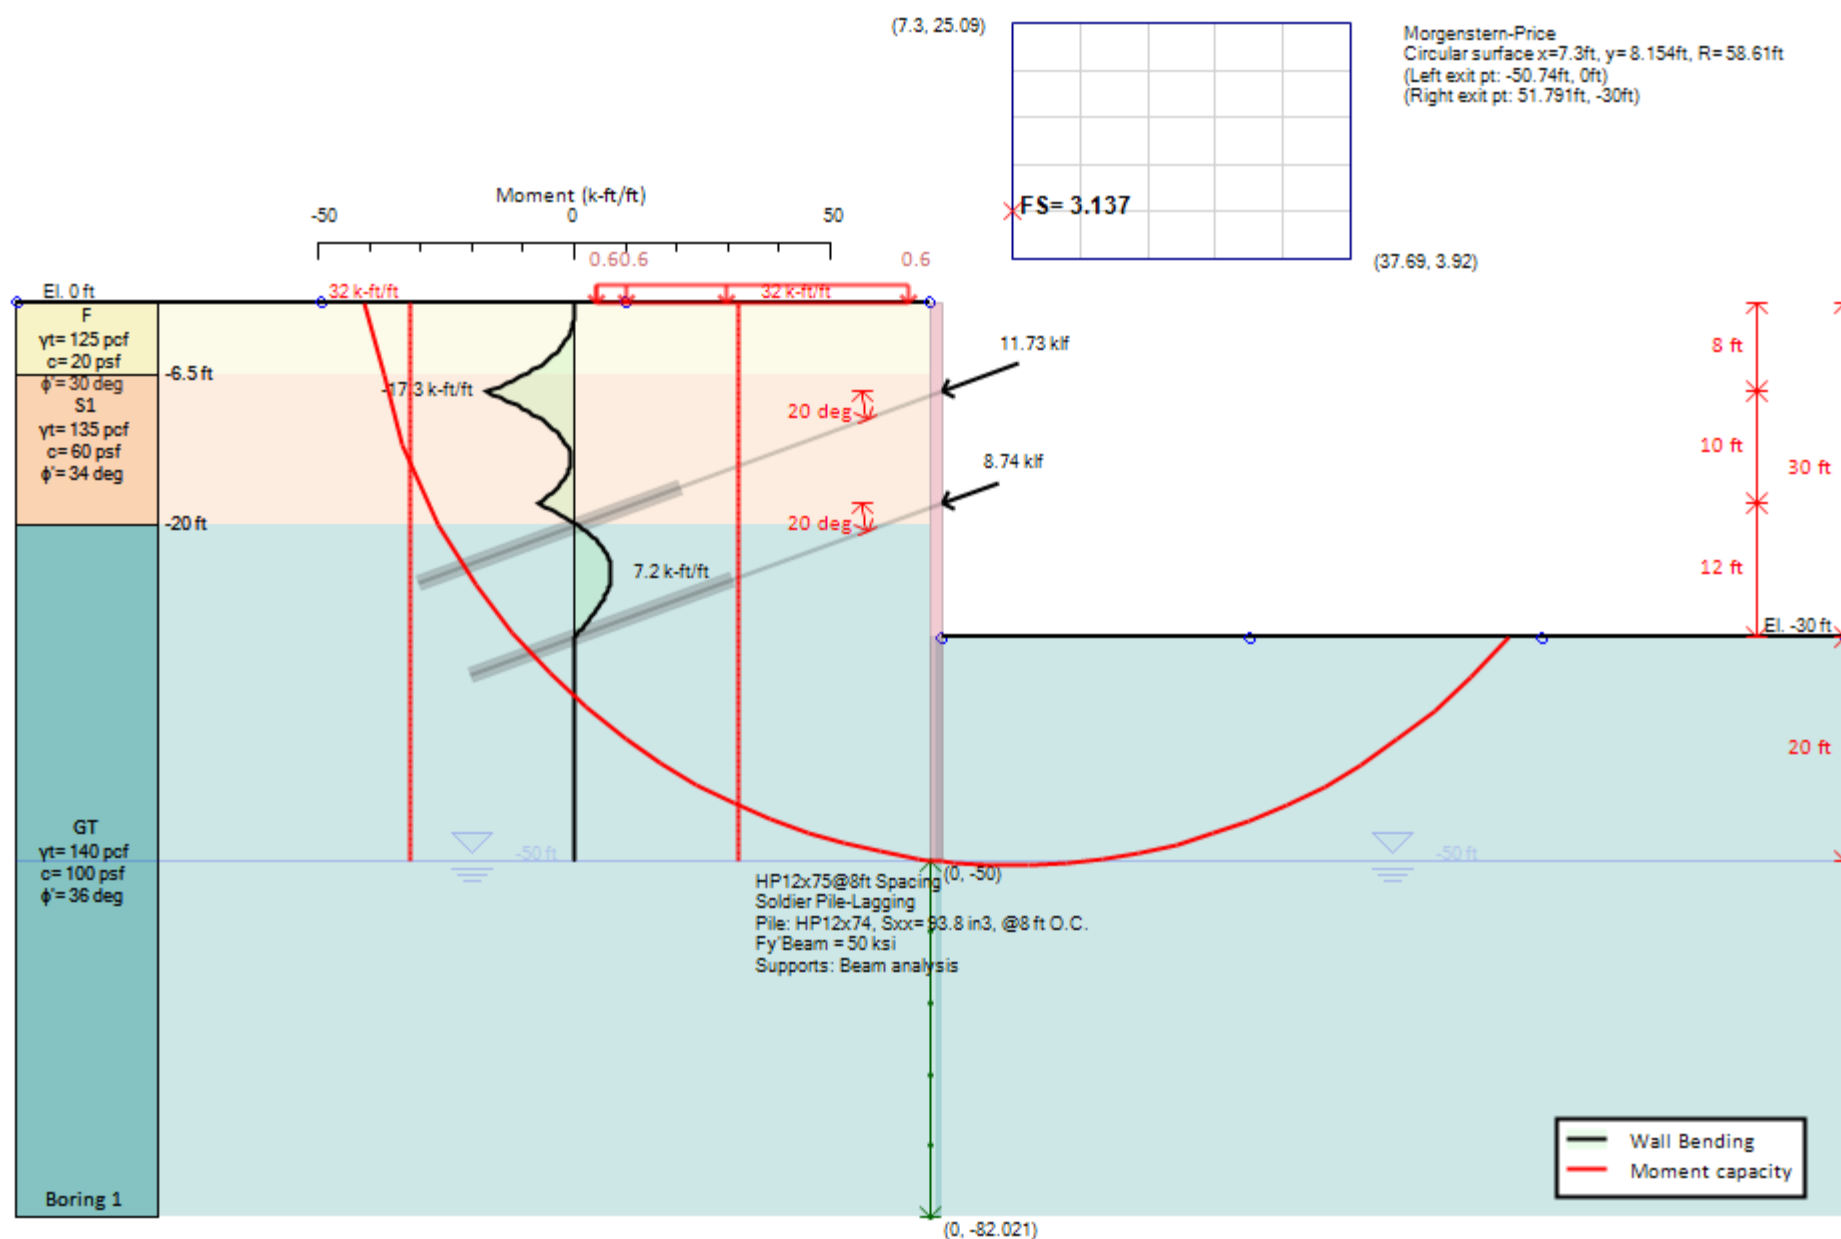 (7.3, 25.09)
Morgenstern-Price
Circular surface x=7.3ft, y= 8.154ft, R= 58.61ft
(Left exit pt: -50.74ft, 0ft)
(Right exit pt: 51.791ft, -30ft)
Moment (k-ft/ft)
-50
0
50
FS= 3.137
(37.69, 3.92)
0.6
0.6
0.6
El. 0 ft
32 k-ft/ft
32 k-ft/ft
F
γt= 125 pcf
c= 20 psf
ϕ'= 30 deg
-6.5 ft
11.73 klf
8 ft
-17.3 k-ft/ft
S1
γt= 135 pcf
c= 60 psf
ϕ'= 34 deg
20 deg
10 ft
8.74 klf
30 ft
-20 ft
20 deg
7.2 k-ft/ft
12 ft
El. -30 ft
20 ft
GT
γt= 140 pcf
c= 100 psf
ϕ'= 36 deg
-50 ft
-50 ft
(0, -50)
HP12x75@8ft Spacing
Soldier Pile-Lagging
Pile: HP12x74, Sxx= 93.8 in3, @8 ft O.C.
Fy'Beam = 50 ksi
Supports: Beam analysis
Wall Bending
Moment capacity
Boring 1
(0, -82.021)